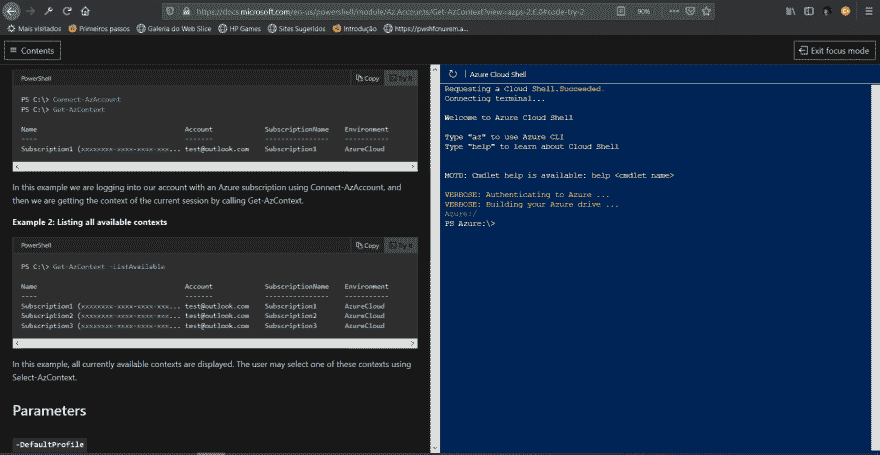 https://docs.microsoft.com/en-us/powershell/module/Az.Accounts/Get-AzContext?view=azps-2.6.0#code-try-2
90%
Mais visitados
Primeiros passos
Galeria do Web Slice
HP Games
Sites Sugeridos
Introdução
https://pwshfcnuvem.a...
Contents
Exit focus mode
PowerShell
Copy
Try It
PS C:\> Connect-AzAccount
PS C:\> Get-AzContext
Name Account SubscriptionName Environment
---- ------- ---------------- -----------
Subscription1 (xxxxxxxx-xxxx-xxxx-xxx... test@outlook.com Subscription1 AzureCloud
In this example we are logging into our account with an Azure subscription using Connect-AzAccount, and
then we are getting the context of the current session by calling Get-AzContext.
Example 2: Listing all available contexts
PowerShell
Copy
Try It
PS C:\> Get-AzContext -ListAvailable
Name Account SubscriptionName Environment
---- ------- ---------------- -----------
Subscription1 (xxxxxxxx-xxxx-xxxx-xxx... test@outlook.com Subscription1 AzureCloud
Subscription2 (xxxxxxxx-xxxx-xxxx-xxx... test@outlook.com Subscription2 AzureCloud
Subscription3 (xxxxxxxx-xxxx-xxxx-xxx... test@outlook.com Subscription3 AzureCloud
In this example, all currently available contexts are displayed. The user may select one of these contexts using
Select-AzContext.
Parameters
-DefaultProfile
Azure Cloud Shell
Requesting a Cloud Shell.Succeeded.
Connecting terminal...
Welcome to Azure Cloud Shell
Type "az" to use Azure CLI
Type "help" to learn about Cloud Shell
MOTD: Cmdlet help is available: help <cmdlet name>
VERBOSE: Authenticating to Azure ...
VERBOSE: Building your Azure drive ...
Azure:/
PS Azure:\>